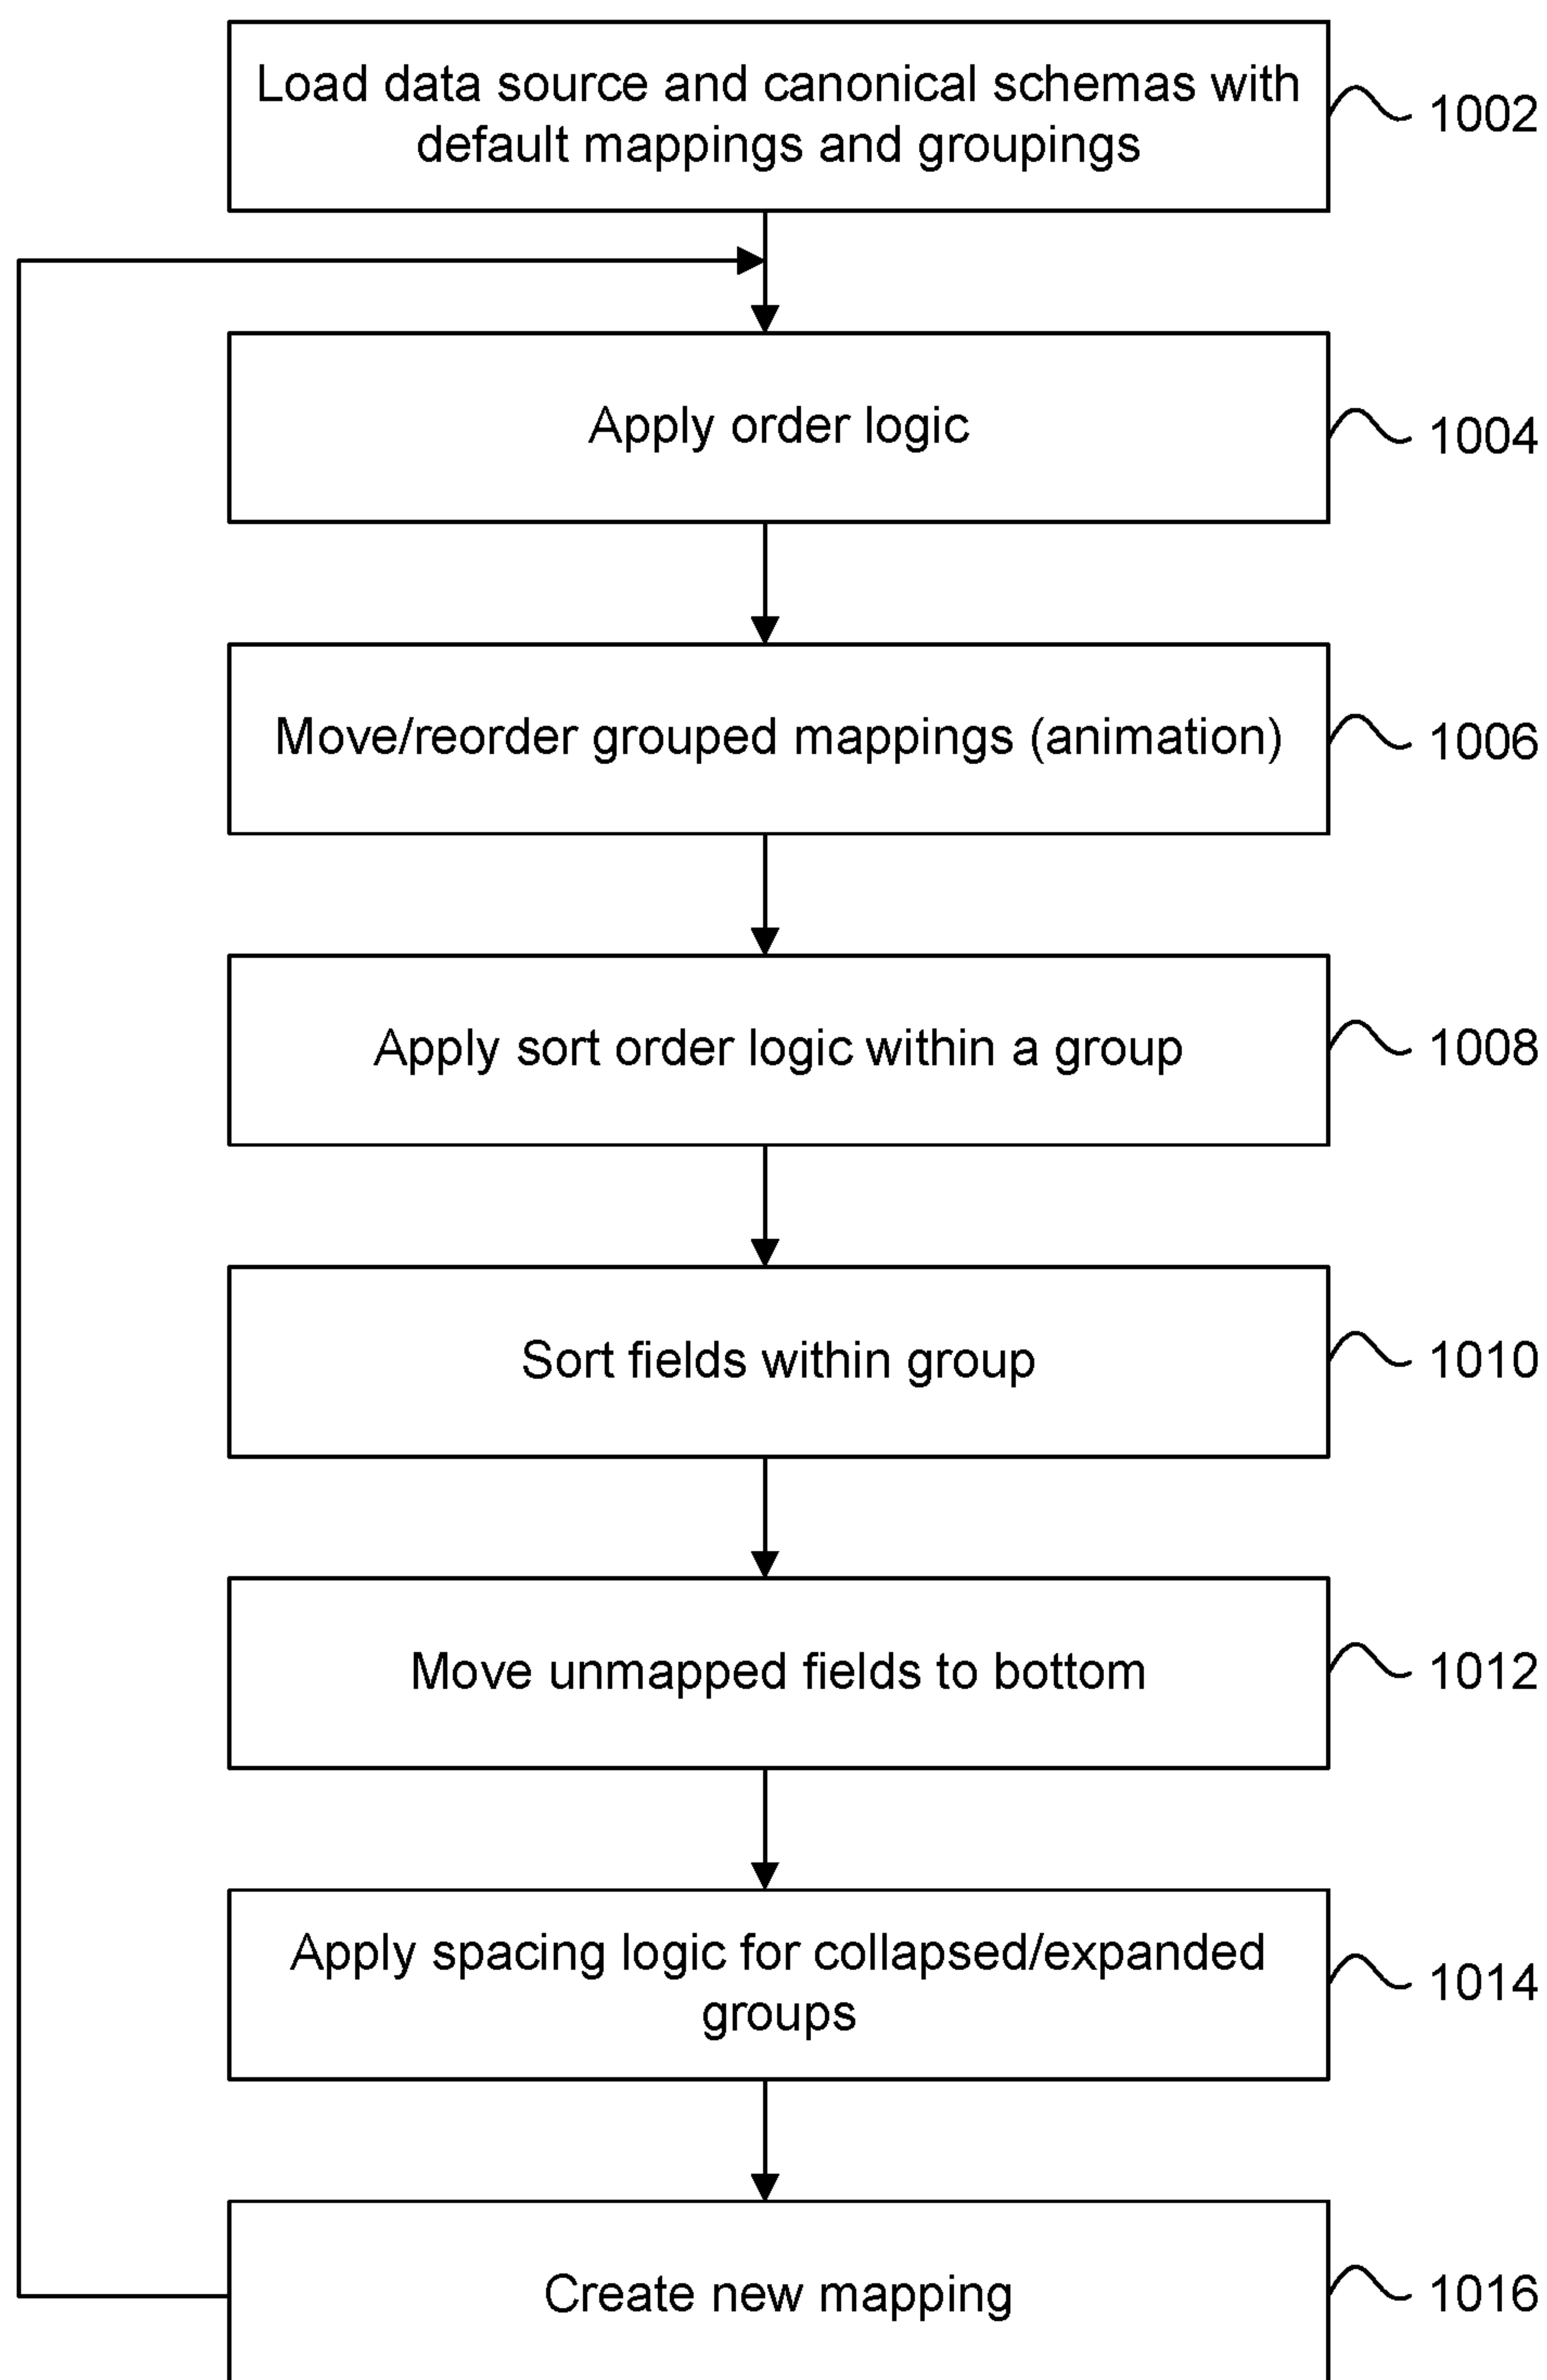 Load data source and canonical schemas with
default mappings and groupings
1002
Apply order logic
1004
Move/reorder grouped mappings (animation)
1006
Apply sort order logic within a group
1008
Sort fields within group
1010
Move unmapped fields to bottom
1012
Apply spacing logic for collapsed/expanded
groups
1014
Create new mapping
1016